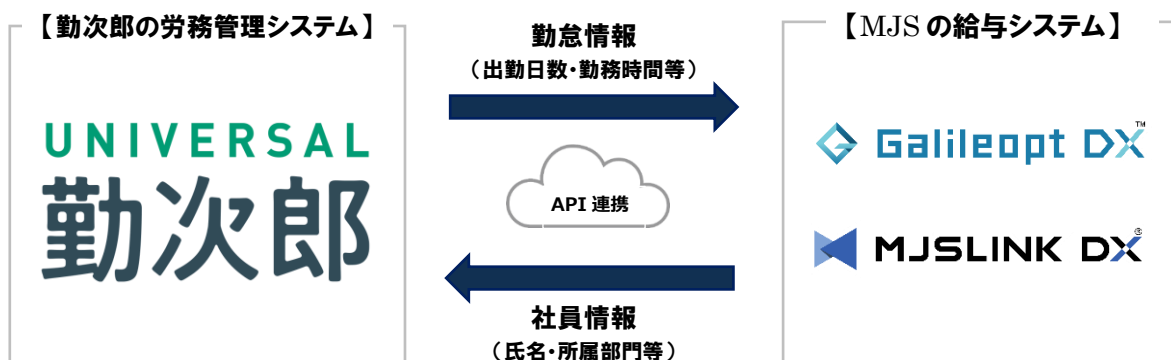 【勤次郎の労務管理システム】
UNIVERSAL
勤次郎
勤怠情報
(出勤日数・勤務時間等)
API 連携
社員情報
(氏名・所属部門等)
【MJS の給与システム】
Galileopt DX™
MJSLINK DX®